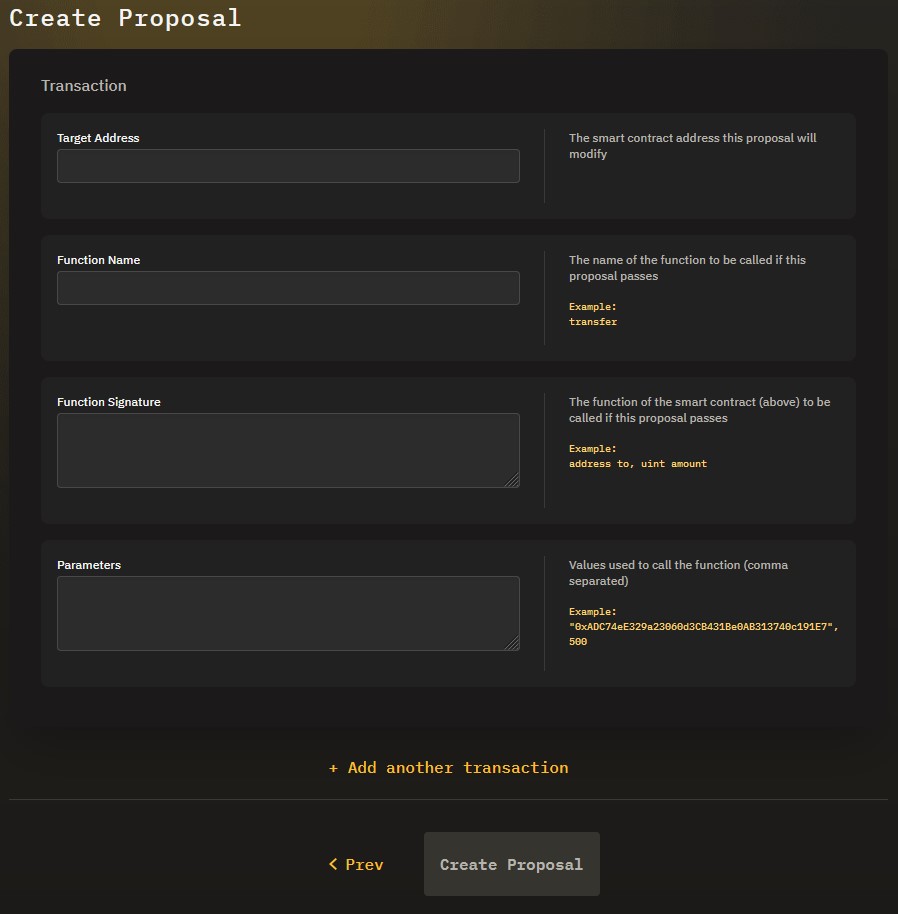 Create Proposal
Transaction
Target Address
The smart contract address this proposal will
modify
Function Name
The name of the function to be called if this
proposal passes
Example:
transfer
Function Signature
The function of the smart contract (above) to be
called if this proposal passes
Example:
address to, uint amount
Parameters
Values used to call the function (comma
separated)
Example:
"0xADC74eE329a23060d3CB431Be0AB313740c191E7",
500
+ Add another transaction
< Prev
Create Proposal